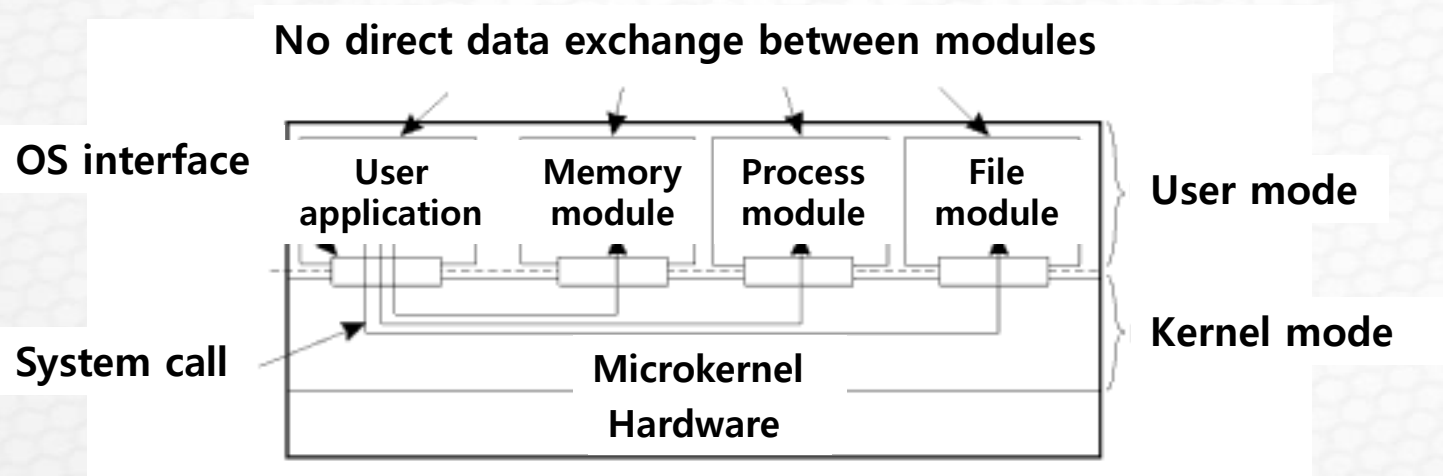 No direct data exchange between modules
OS interface
User
application
Memory
module
Process
module
File
module
User mode
System call
Kernel mode
Microkernel
Hardware